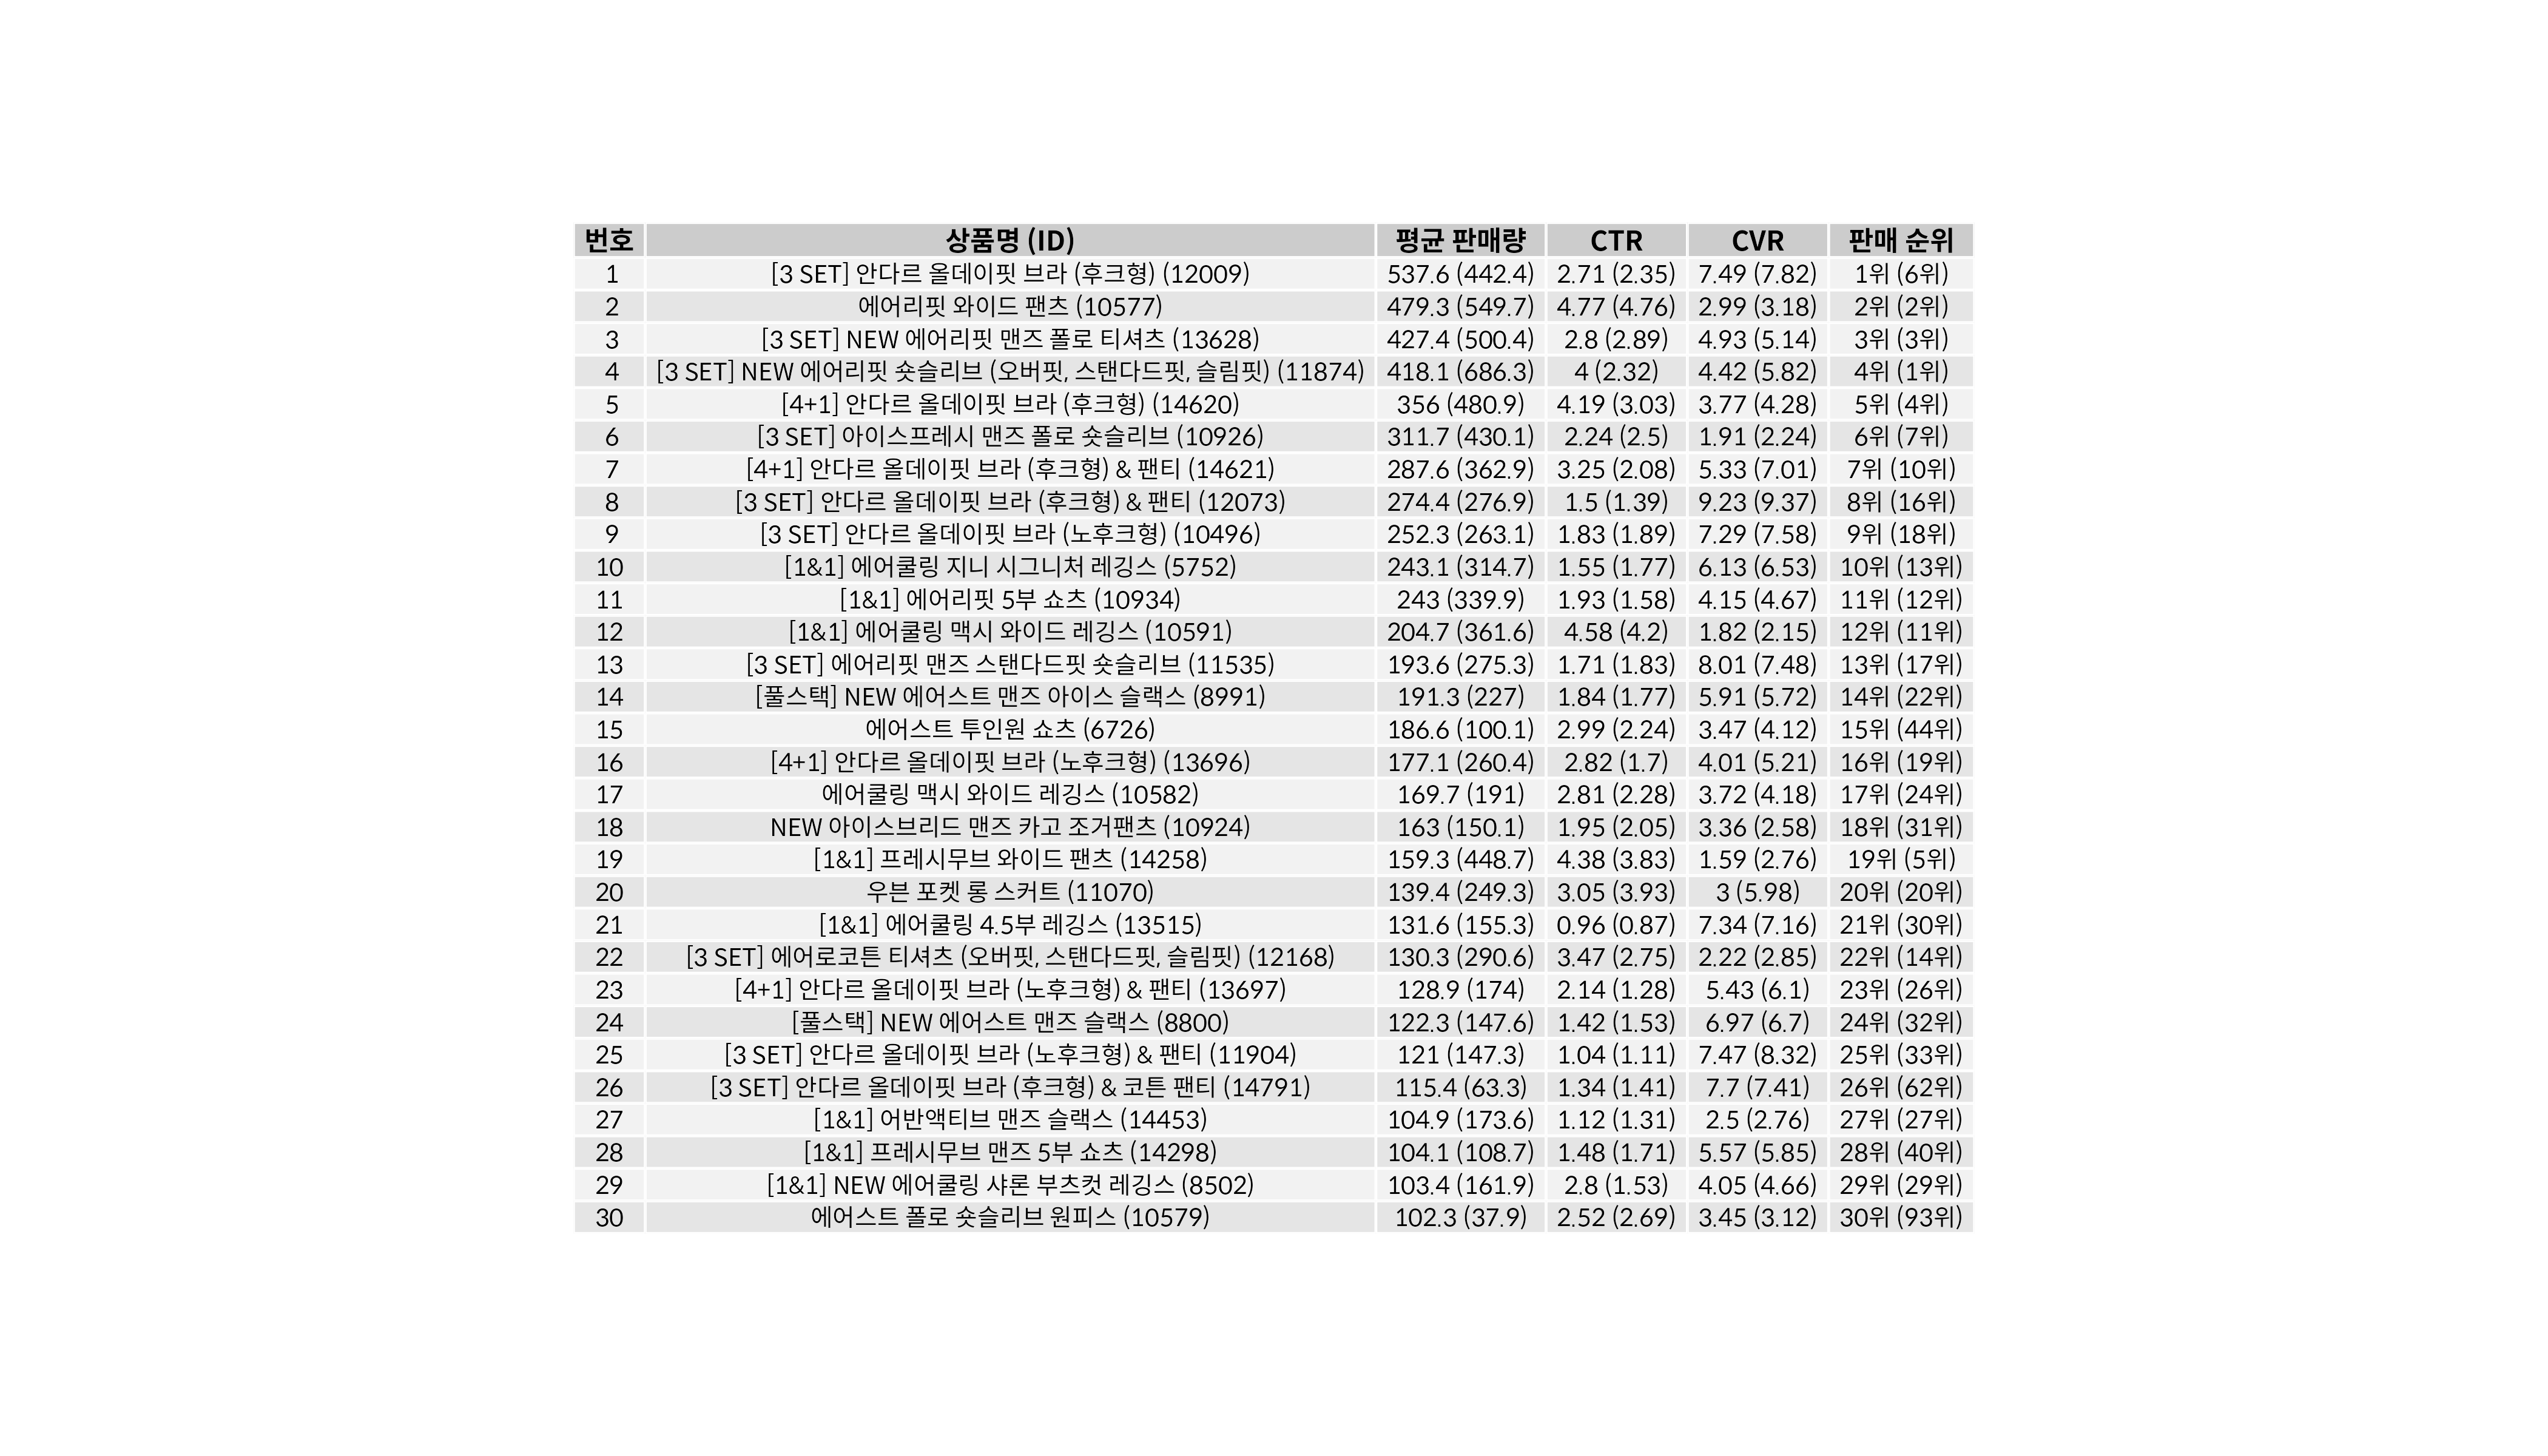 번호 상품명 (ID) 평균 판매량 CTR CVR 판매 순위
1 [3 SET] 안다르 올데이핏 브라 (후크형) (12009) 537.6 (442.4) 2.71 (2.35) 7.49 (7.82) 1위 (6위)
2 에어리핏 와이드 팬츠 (10577) 479.3 (549.7) 4.77 (4.76) 2.99 (3.18) 2위 (2위)
3 [3 SET] NEW 에어리핏 맨즈 폴로 티셔츠 (13628) 427.4 (500.4) 2.8 (2.89) 4.93 (5.14) 3위 (3위)
4 [3 SET] NEW 에어리핏 숏슬리브 (오버핏, 스탠다드핏, 슬림핏) (11874) 418.1 (686.3) 4 (2.32) 4.42 (5.82) 4위 (1위)
5 [4+1] 안다르 올데이핏 브라 (후크형) (14620) 356 (480.9) 4.19 (3.03) 3.77 (4.28) 5위 (4위)
6 [3 SET] 아이스프레시 맨즈 폴로 숏슬리브 (10926) 311.7 (430.1) 2.24 (2.5) 1.91 (2.24) 6위 (7위)
7 [4+1] 안다르 올데이핏 브라 (후크형) & 팬티 (14621) 287.6 (362.9) 3.25 (2.08) 5.33 (7.01) 7위 (10위)
8 [3 SET] 안다르 올데이핏 브라 (후크형) & 팬티 (12073) 274.4 (276.9) 1.5 (1.39) 9.23 (9.37) 8위 (16위)
9 [3 SET] 안다르 올데이핏 브라 (노후크형) (10496) 252.3 (263.1) 1.83 (1.89) 7.29 (7.58) 9위 (18위)
10 [1&1] 에어쿨링 지니 시그니처 레깅스 (5752) 243.1 (314.7) 1.55 (1.77) 6.13 (6.53) 10위 (13위)
11 [1&1] 에어리핏 5부 쇼츠 (10934) 243 (339.9) 1.93 (1.58) 4.15 (4.67) 11위 (12위)
12 [1&1] 에어쿨링 맥시 와이드 레깅스 (10591) 204.7 (361.6) 4.58 (4.2) 1.82 (2.15) 12위 (11위)
13 [3 SET] 에어리핏 맨즈 스탠다드핏 숏슬리브 (11535) 193.6 (275.3) 1.71 (1.83) 8.01 (7.48) 13위 (17위)
14 [풀스택] NEW 에어스트 맨즈 아이스 슬랙스 (8991) 191.3 (227) 1.84 (1.77) 5.91 (5.72) 14위 (22위)
15 에어스트 투인원 쇼츠 (6726) 186.6 (100.1) 2.99 (2.24) 3.47 (4.12) 15위 (44위)
16 [4+1] 안다르 올데이핏 브라 (노후크형) (13696) 177.1 (260.4) 2.82 (1.7) 4.01 (5.21) 16위 (19위)
17 에어쿨링 맥시 와이드 레깅스 (10582) 169.7 (191) 2.81 (2.28) 3.72 (4.18) 17위 (24위)
18 NEW 아이스브리드 맨즈 카고 조거팬츠 (10924) 163 (150.1) 1.95 (2.05) 3.36 (2.58) 18위 (31위)
19 [1&1] 프레시무브 와이드 팬츠 (14258) 159.3 (448.7) 4.38 (3.83) 1.59 (2.76) 19위 (5위)
20 우븐 포켓 롱 스커트 (11070) 139.4 (249.3) 3.05 (3.93) 3 (5.98) 20위 (20위)
21 [1&1] 에어쿨링 4.5부 레깅스 (13515) 131.6 (155.3) 0.96 (0.87) 7.34 (7.16) 21위 (30위)
22 [3 SET] 에어로코튼 티셔츠 (오버핏, 스탠다드핏, 슬림핏) (12168) 130.3 (290.6) 3.47 (2.75) 2.22 (2.85) 22위 (14위)
23 [4+1] 안다르 올데이핏 브라 (노후크형) & 팬티 (13697) 128.9 (174) 2.14 (1.28) 5.43 (6.1) 23위 (26위)
24 [풀스택] NEW 에어스트 맨즈 슬랙스 (8800) 122.3 (147.6) 1.42 (1.53) 6.97 (6.7) 24위 (32위)
25 [3 SET] 안다르 올데이핏 브라 (노후크형) & 팬티 (11904) 121 (147.3) 1.04 (1.11) 7.47 (8.32) 25위 (33위)
26 [3 SET] 안다르 올데이핏 브라 (후크형) & 코튼 팬티 (14791) 115.4 (63.3) 1.34 (1.41) 7.7 (7.41) 26위 (62위)
27 [1&1] 어반액티브 맨즈 슬랙스 (14453) 104.9 (173.6) 1.12 (1.31) 2.5 (2.76) 27위 (27위)
28 [1&1] 프레시무브 맨즈 5부 쇼츠 (14298) 104.1 (108.7) 1.48 (1.71) 5.57 (5.85) 28위 (40위)
29 [1&1] NEW 에어쿨링 샤론 부츠컷 레깅스 (8502) 103.4 (161.9) 2.8 (1.53) 4.05 (4.66) 29위 (29위)
30 에어스트 폴로 숏슬리브 원피스 (10579) 102.3 (37.9) 2.52 (2.69) 3.45 (3.12) 30위 (93위)